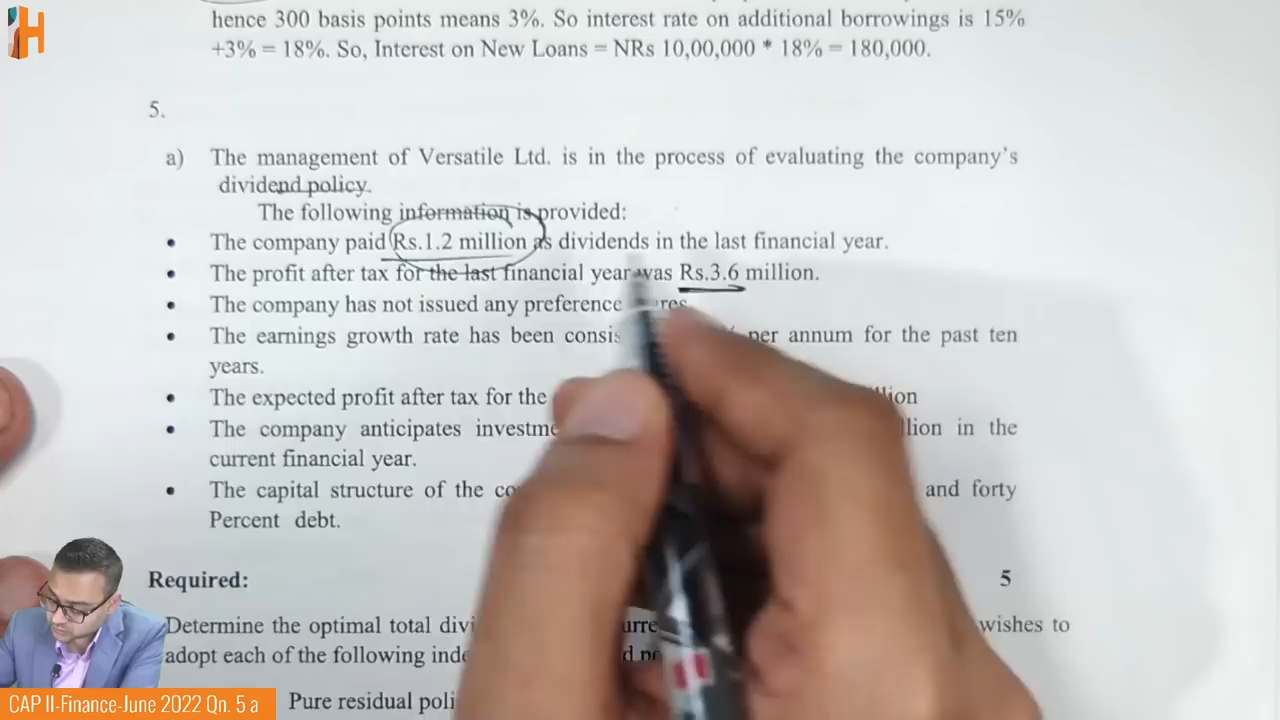 hence 300 basis points means 3%. So interest rate on additional borrowings is 15%
+3% = 18%. So, Interest on New Loans = NRs 10,00,000 * 18% = 180,000.
5.
a) The management of Versatile Ltd. is in the process of evaluating the company's
dividend policy.
The following information is provided:
• The company paid Rs.1.2 million as dividends in the last financial year.
• The profit after tax for the last financial year was Rs.3.6 million.
• The company has not issued any preference
• The earnings growth rate has been per annum for the past ten
years.
• The expected profit after tax for the
• The company anticipates in the
current financial year.
• The capital structure of the and forty
Percent debt.
Required: 5
Determine the optimal total wishes to
adopt each of the following
Pure residual
H
CAP II-Finance-June 2022 Qn. 5 a